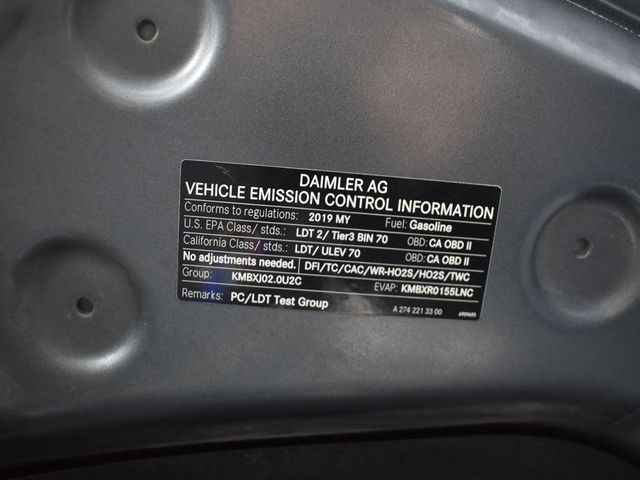 DAIMLER AG
VEHICLE EMISSION CONTROL INFORMATION
Conforms to regulations: 2019 MY Fuel: Gasoline
U.S. EPA Class/ stds.: LDT 2/ Tier3 BIN 70 OBD: CA OBD II
California Class/ stds.: LDT/ ULEV 70 OBD: CA OBD II
No adjustments needed. DFI/TC/CAC/WR-HO2S/HO2S/TWC
Group: KMBXJ02.0U2C EVAP: KMBXR0155LNC
Remarks: PC/LDT Test Group A 274 221 33 00